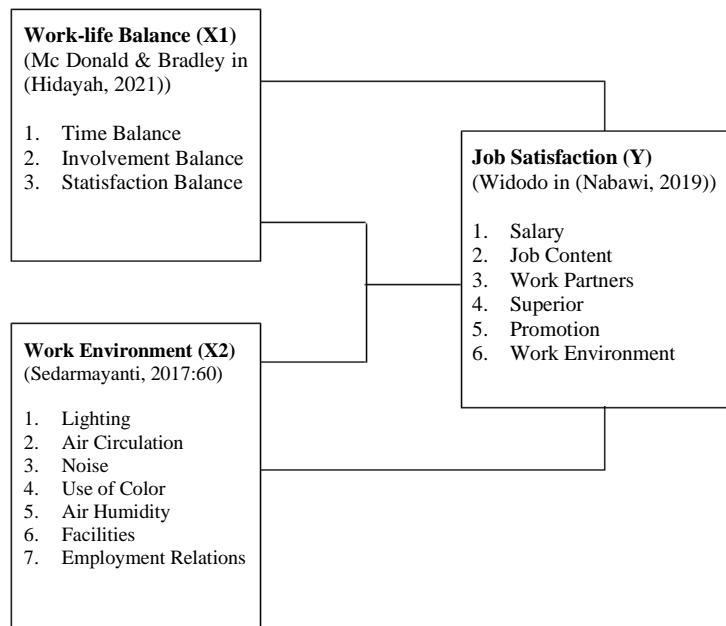 Work-life Balance (X1)
(Mc Donald & Bradley in
(Hidayah, 2021))
1. Time Balance
2. Involvement Balance
3. Statisfaction Balance
Job Satisfaction (Y)
(Widodo in (Nabawi, 2019))
1. Salary
2. Job Content
3. Work Partners
4. Superior
5. Promotion
6. Work Environment
Work Environment (X2)
(Sedarmayanti, 2017:60)
1. Lighting
2. Air Circulation
3. Noise
4. Use of Color
5. Air Humidity
6. Facilities
7. Employment Relations